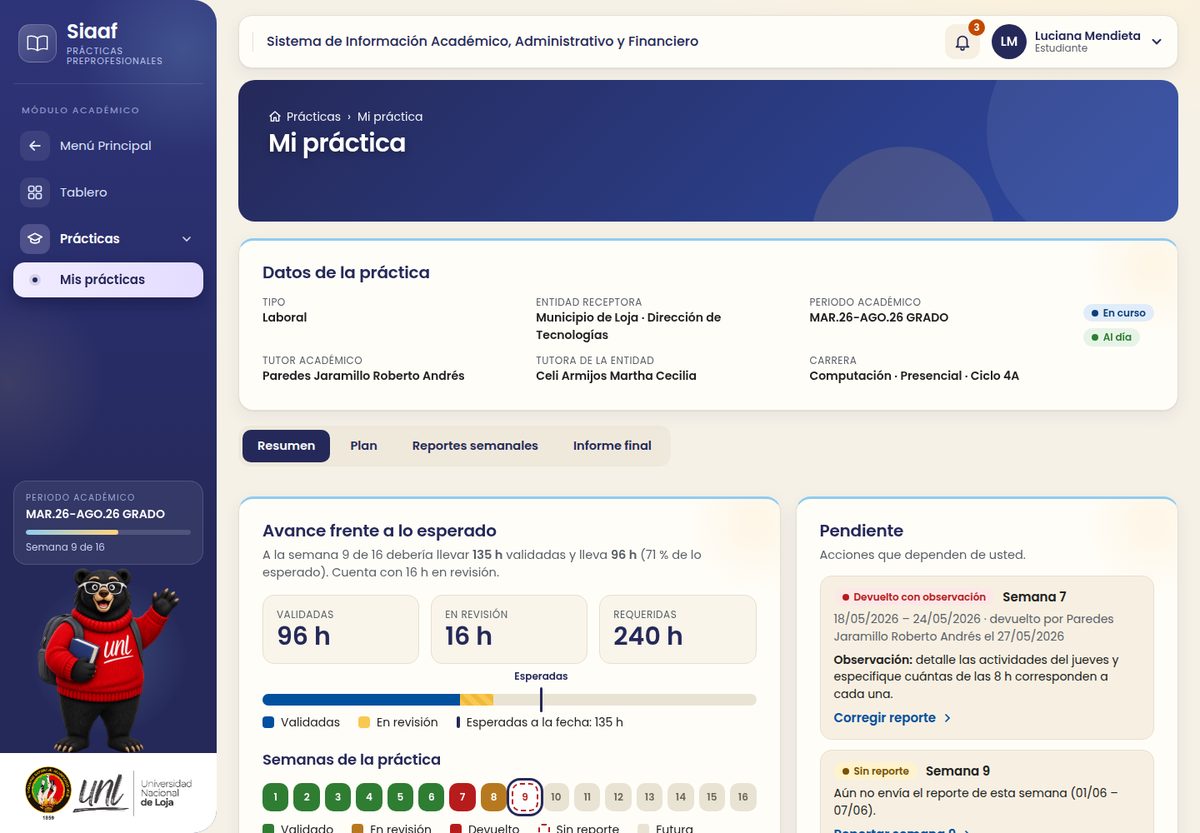 Siaaf
PRÁCTICAS
PREPROFESIONALES
MÓDULO ACADÉMICO
Menú Principal
Tablero
Prácticas
Mis prácticas
PERIODO ACADÉMICO
MAR.26-AGO.26 GRADO
Semana 9 de 16
unl
1859
unl
Universidad
Nacional
de Loja
Sistema de Información Académico, Administrativo y Financiero
3
LM
Luciana Mendieta
Estudiante
Prácticas › Mi práctica
Mi práctica
Datos de la práctica
TIPO
Laboral
ENTIDAD RECEPTORA
Municipio de Loja · Dirección de
Tecnologías
PERIODO ACADÉMICO
MAR.26-AGO.26 GRADO
En curso
Al día
TUTOR ACADÉMICO
Paredes Jaramillo Roberto Andrés
TUTORA DE LA ENTIDAD
Celi Armijos Martha Cecilia
CARRERA
Computación · Presencial · Ciclo 4A
Resumen Plan Reportes semanales Informe final
Avance frente a lo esperado
A la semana 9 de 16 debería llevar 135 h validadas y lleva 96 h (71 % de lo
esperado). Cuenta con 16 h en revisión.
VALIDADAS
96 h
EN REVISIÓN
16 h
REQUERIDAS
240 h
Esperadas
Validadas En revisión Esperadas a la fecha: 135 h
Semanas de la práctica
1 2 3 4 5 6 7 8 9 10 11 12 13 14 15 16
Validado En revisión Devuelto Sin reporte Futura
Pendiente
Acciones que dependen de usted.
Devuelto con observación Semana 7
18/05/2026 – 24/05/2026 · devuelto por Paredes
Jaramillo Roberto Andrés el 27/05/2026
Observación: detalle las actividades del jueves y
especifique cuántas de las 8 h corresponden a
cada una.
Corregir reporte
Sin reporte Semana 9
Aún no envía el reporte de esta semana (01/06 –
07/06).
Reportar semana 9